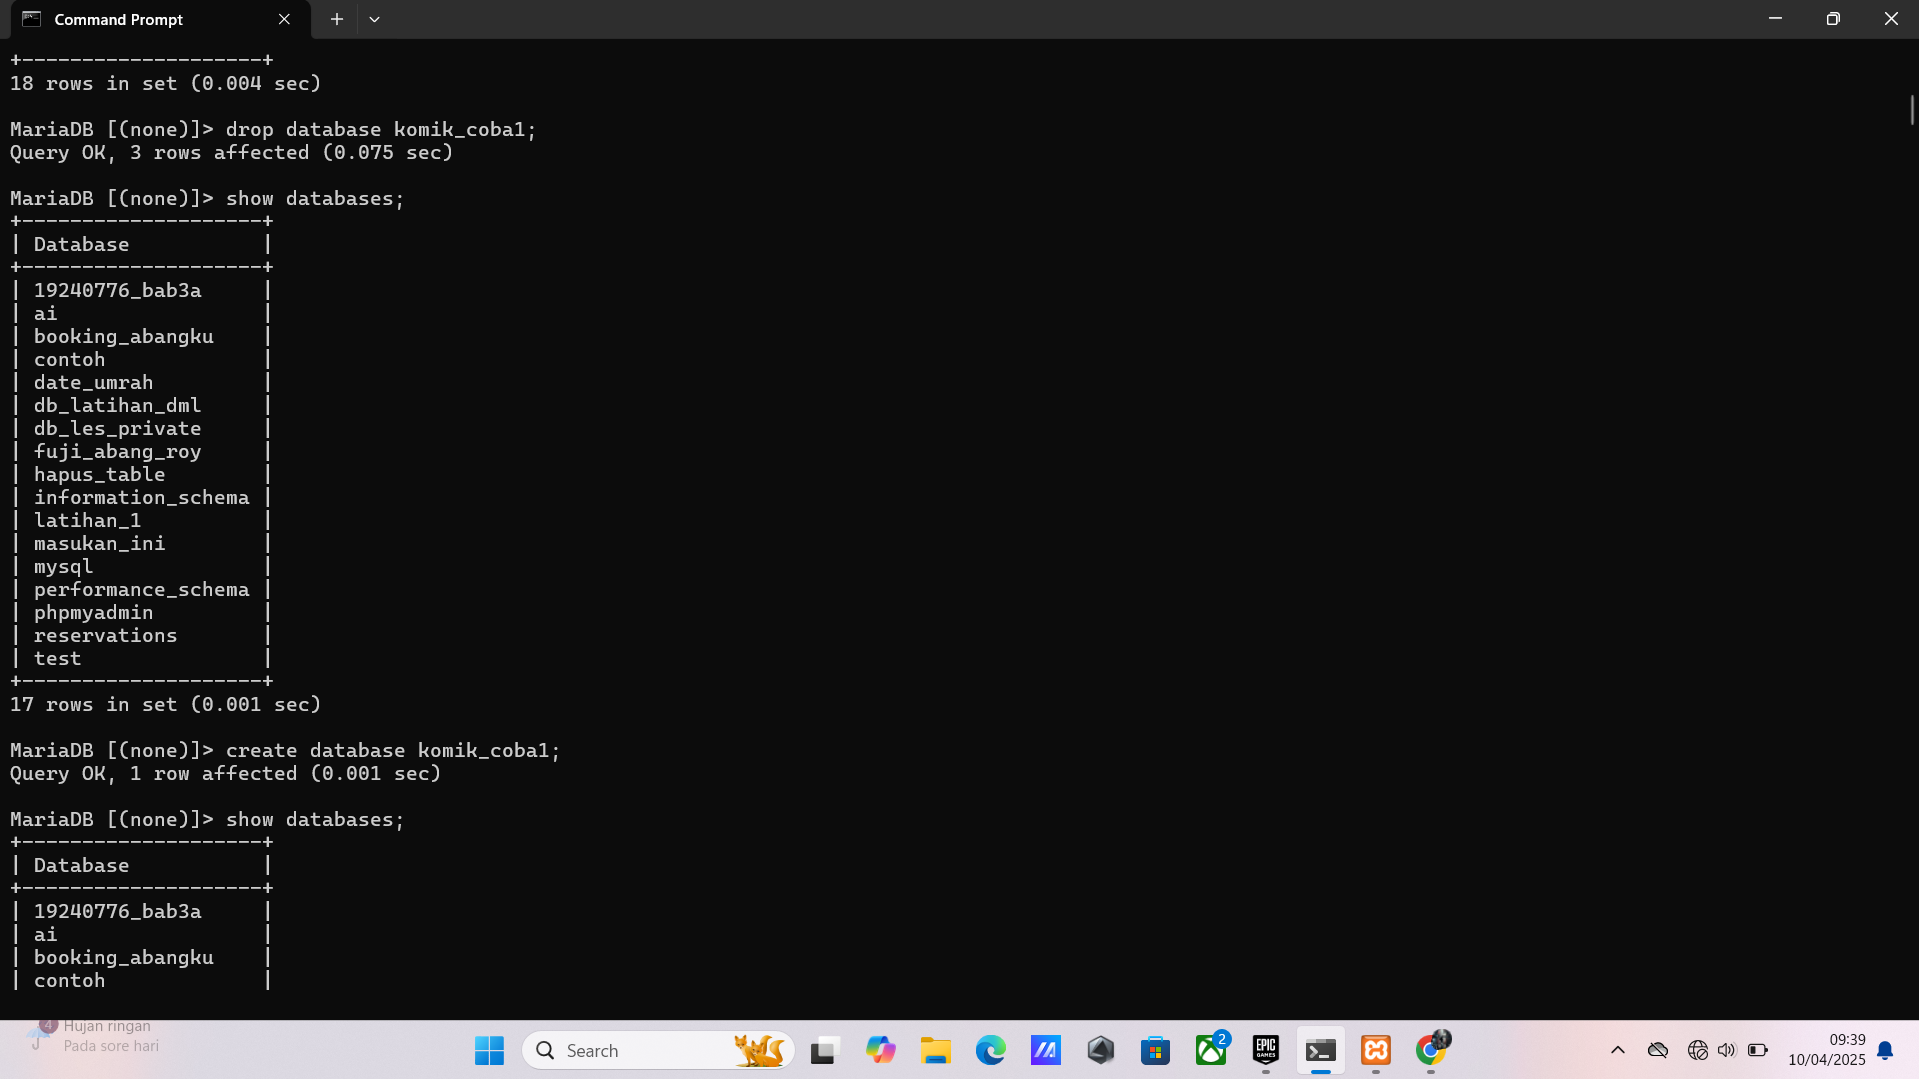 Command Prompt
+--------------------+
18 rows in set (0.004 sec)
MariaDB [(none)]> drop database komik_coba1;
Query OK, 3 rows affected (0.075 sec)
MariaDB [(none)]> show databases;
+--------------------+
| Database           |
+--------------------+
| 19240776_bab3a     |
| ai                 |
| booking_abangku    |
| contoh             |
| date_umrah         |
| db_latihan_dml     |
| db_les_private     |
| fuji_abang_roy     |
| hapus_table        |
| information_schema |
| latihan_1          |
| masukan_ini        |
| mysql              |
| performance_schema |
| phpmyadmin         |
| reservations       |
| test               |
+--------------------+
17 rows in set (0.001 sec)
MariaDB [(none)]> create database komik_coba1;
Query OK, 1 row affected (0.001 sec)
MariaDB [(none)]> show databases;
+--------------------+
| Database           |
+--------------------+
| 19240776_bab3a     |
| ai                 |
| booking_abangku    |
| contoh             |
4
Hujan ringan
Pada sore hari
Search
2
EPIC
GAMES
09:39
10/04/2025